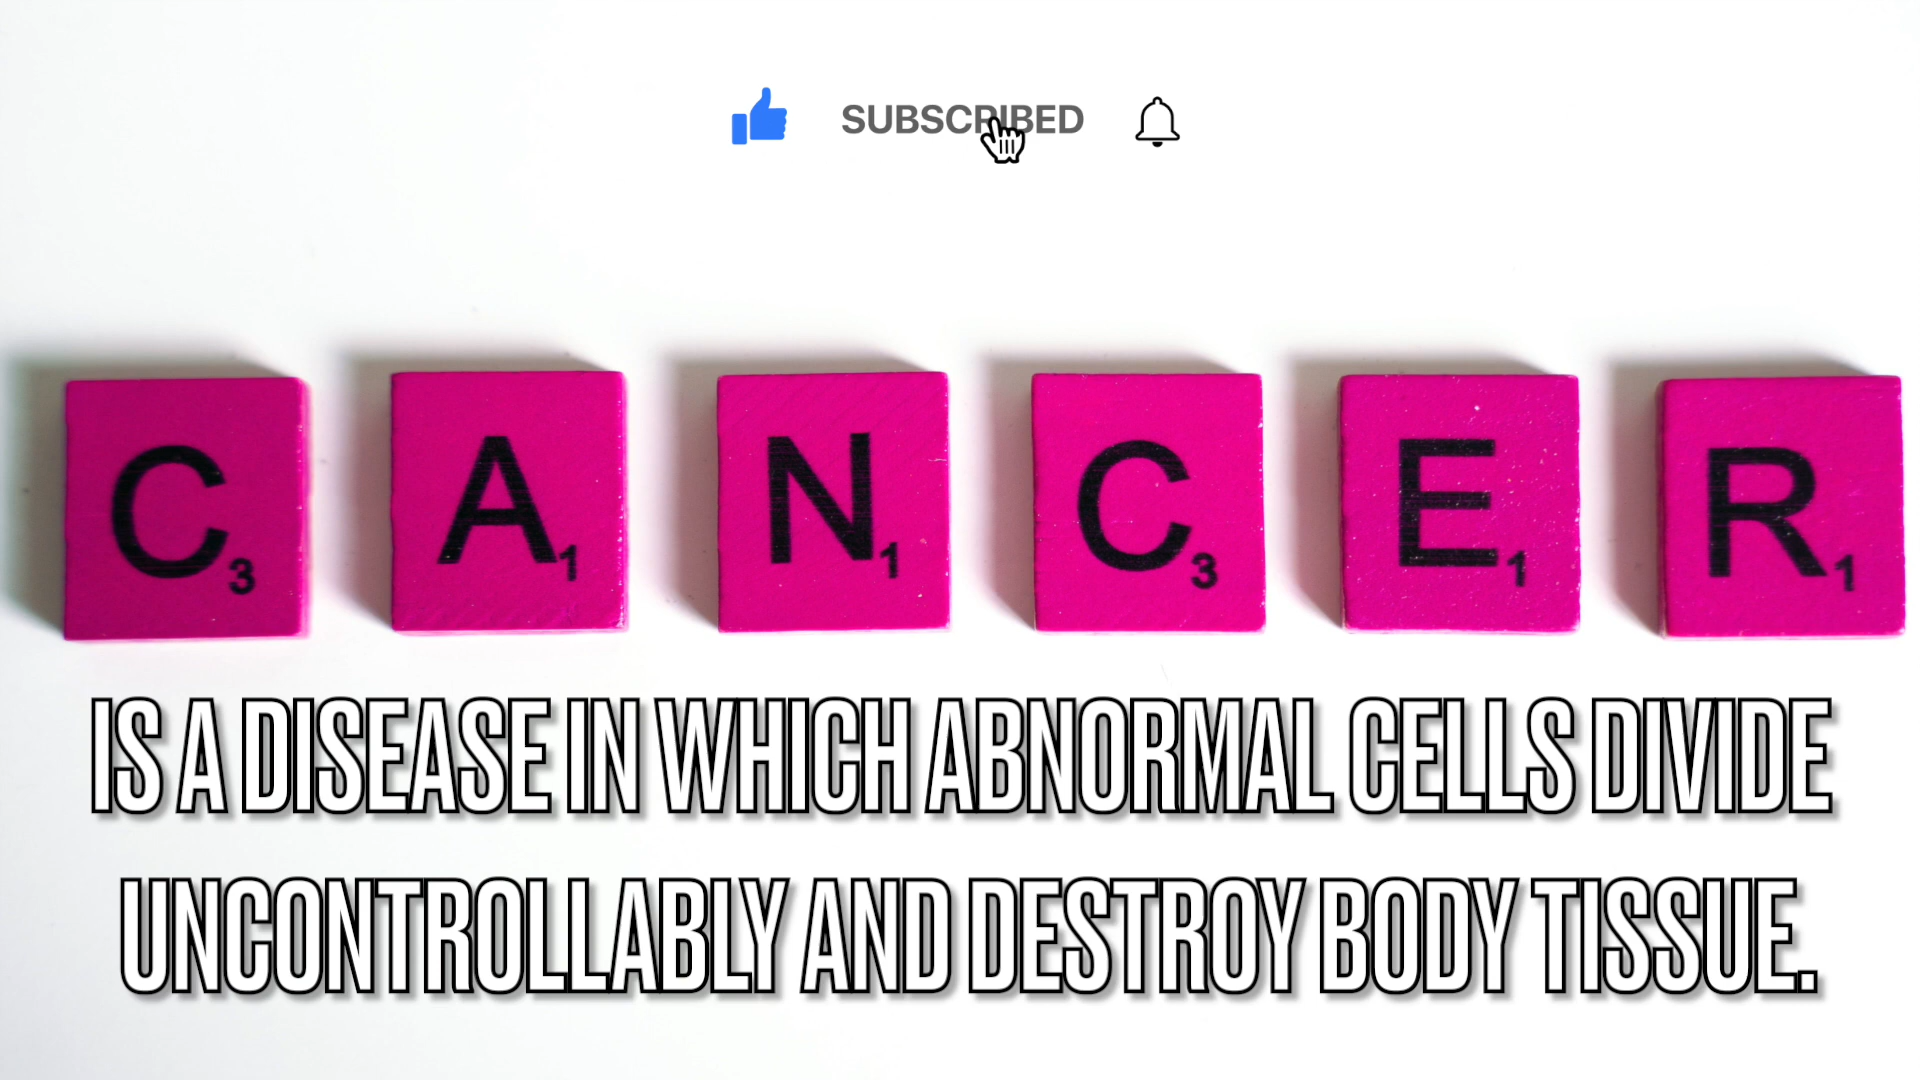 SUBSCRIBED
C3 A1 N1 C3 E1 R1
IS A DISEASE IN WHICH ABNORMAL CELLS DIVIDE
UNCONTROLLABLY AND DESTROY BODY TISSUE.